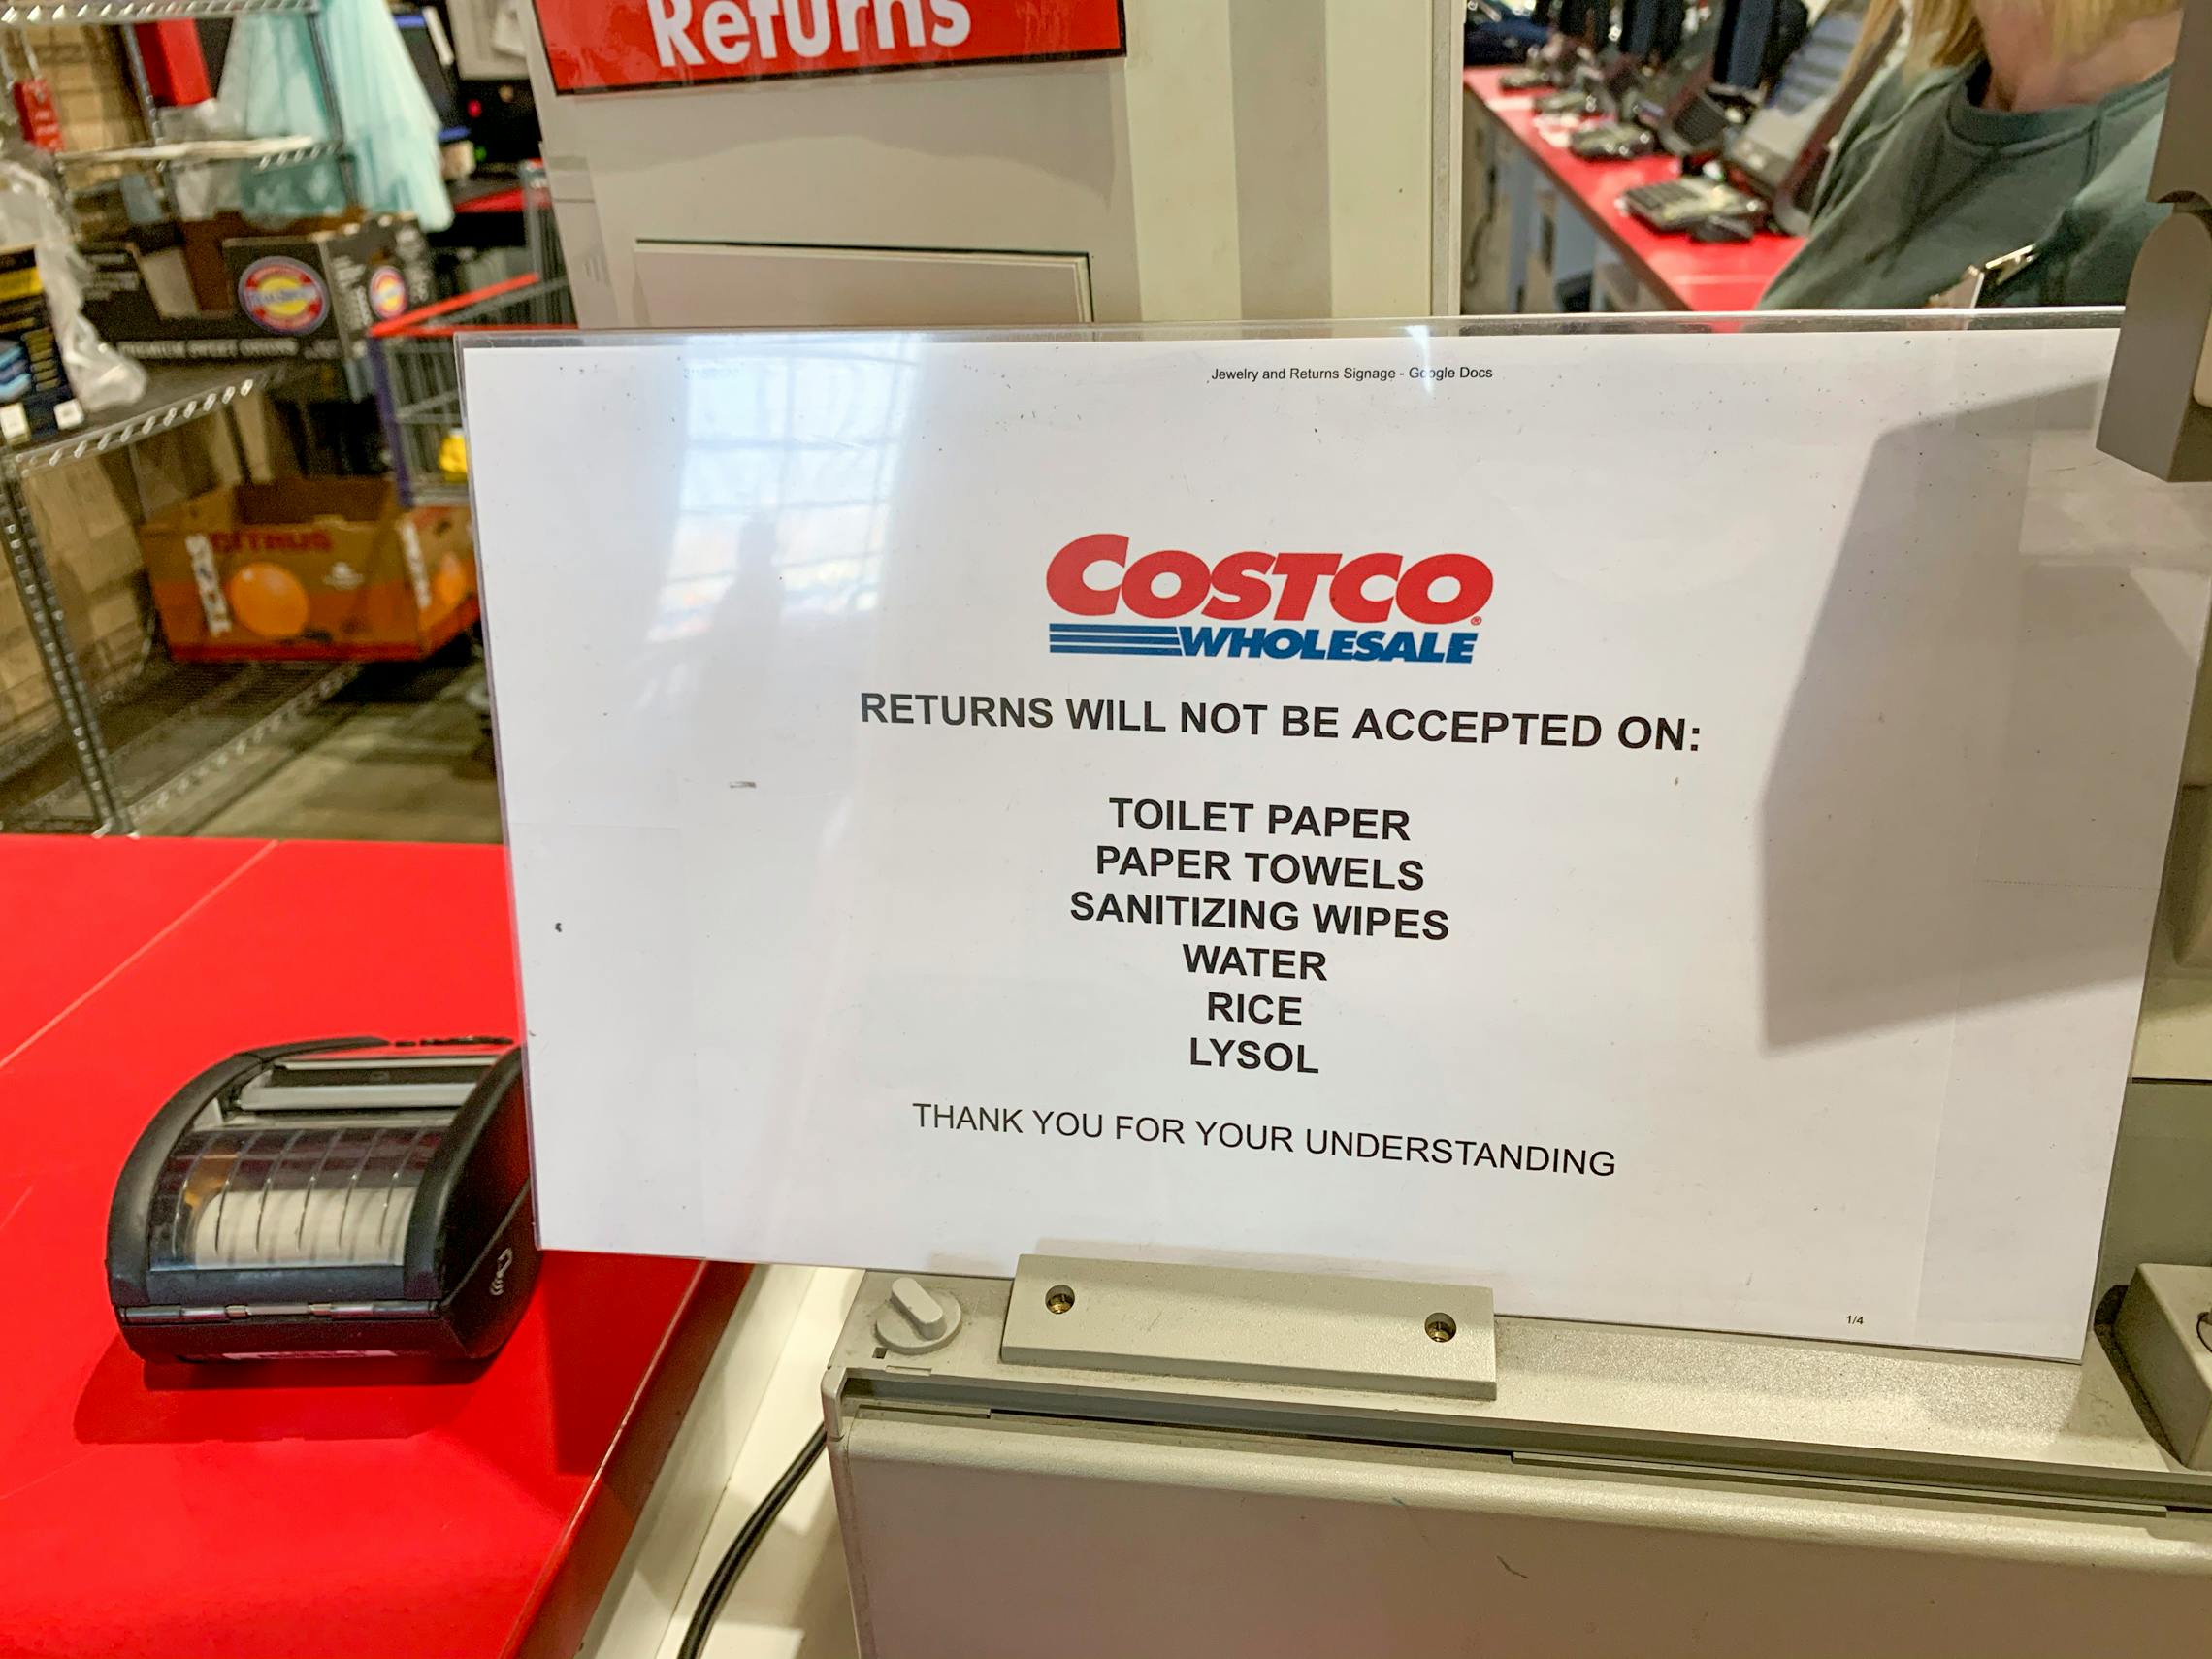 Returns
Jewelry and Returns Signage - Google Docs
COSTCO
WHOLESALE
RETURNS WILL NOT BE ACCEPTED ON:
TOILET PAPER
PAPER TOWELS
SANITIZING WIPES
WATER
RICE
LYSOL
THANK YOU FOR YOUR UNDERSTANDING
1/4
CITRUS